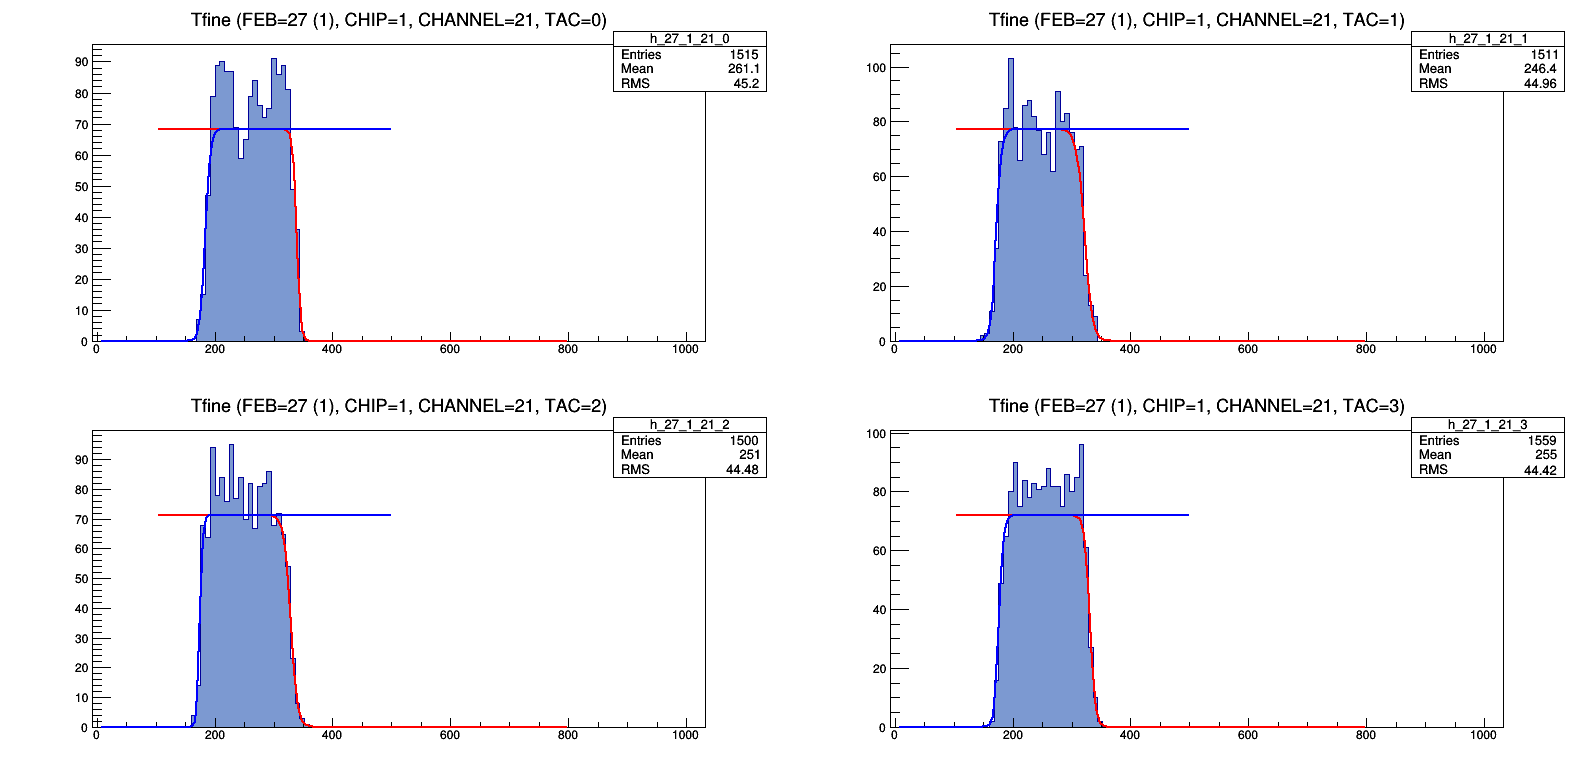 Tfine (FEB=27 (1), CHIP=1, CHANNEL=21, TAC=0)
h_27_1_21_0
Entries 1515
Mean 261.1
RMS 45.2
90
80
70
60
50
40
30
20
10
0
0 200 400 600 800 1000
Tfine (FEB=27 (1), CHIP=1, CHANNEL=21, TAC=1)
h_27_1_21_1
Entries 1511
Mean 246.4
RMS 44.96
100
80
60
40
20
0
0 200 400 600 800 1000
Tfine (FEB=27 (1), CHIP=1, CHANNEL=21, TAC=2)
h_27_1_21_2
Entries 1500
Mean 251
RMS 44.48
90
80
70
60
50
40
30
20
10
0
0 200 400 600 800 1000
Tfine (FEB=27 (1), CHIP=1, CHANNEL=21, TAC=3)
h_27_1_21_3
Entries 1559
Mean 255
RMS 44.42
100
80
60
40
20
0
0 200 400 600 800 1000